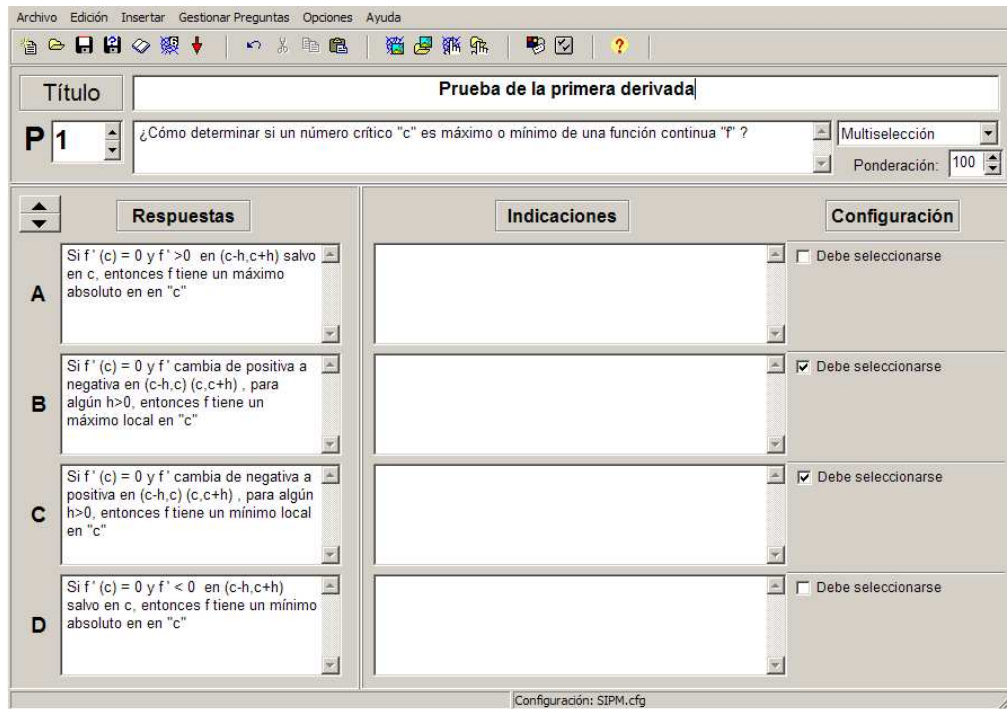 Archivo Edición Insertar Gestionar Preguntas Opciones Ayuda
Título
Prueba de la primera derivada
P 1
¿Cómo determinar si un número crítico "c" es máximo o mínimo de una función continua "f" ?
Multiselección
Ponderación: 100
Respuestas
Indicaciones
Configuración
A
Si f ' (c) = 0 y f ' >0 en (c-h,c+h) salvo
en c, entonces f tiene un máximo
absoluto en en "c"
Debe seleccionarse
B
Si f ' (c) = 0 y f ' cambia de positiva a
negativa en (c-h,c) (c,c+h) , para
algún h>0, entonces f tiene un
máximo local en "c"
Debe seleccionarse
C
Si f ' (c) = 0 y f ' cambia de negativa a
positiva en (c-h,c) (c,c+h) , para algún
h>0, entonces f tiene un mínimo local
en "c"
Debe seleccionarse
D
Si f ' (c) = 0 y f ' < 0 en (c-h,c+h)
salvo en c, entonces f tiene un mínimo
absoluto en en "c"
Debe seleccionarse
Configuración: SIPM.cfg